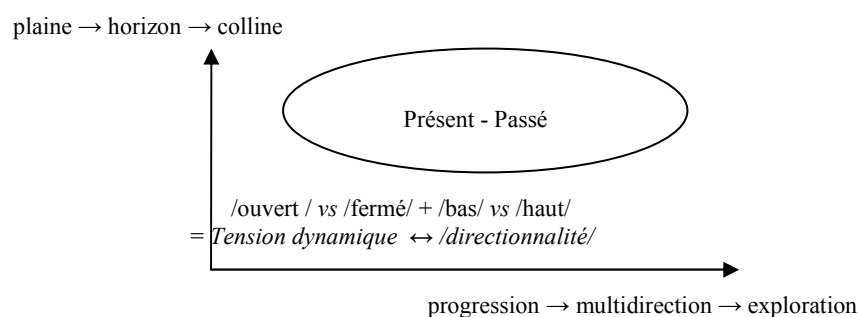 plaine → horizon → colline
Présent - Passé
/ouvert / vs /fermé/ + /bas/ vs /haut/
= Tension dynamique ↔ /directionnalité/
progression → multidirection → exploration